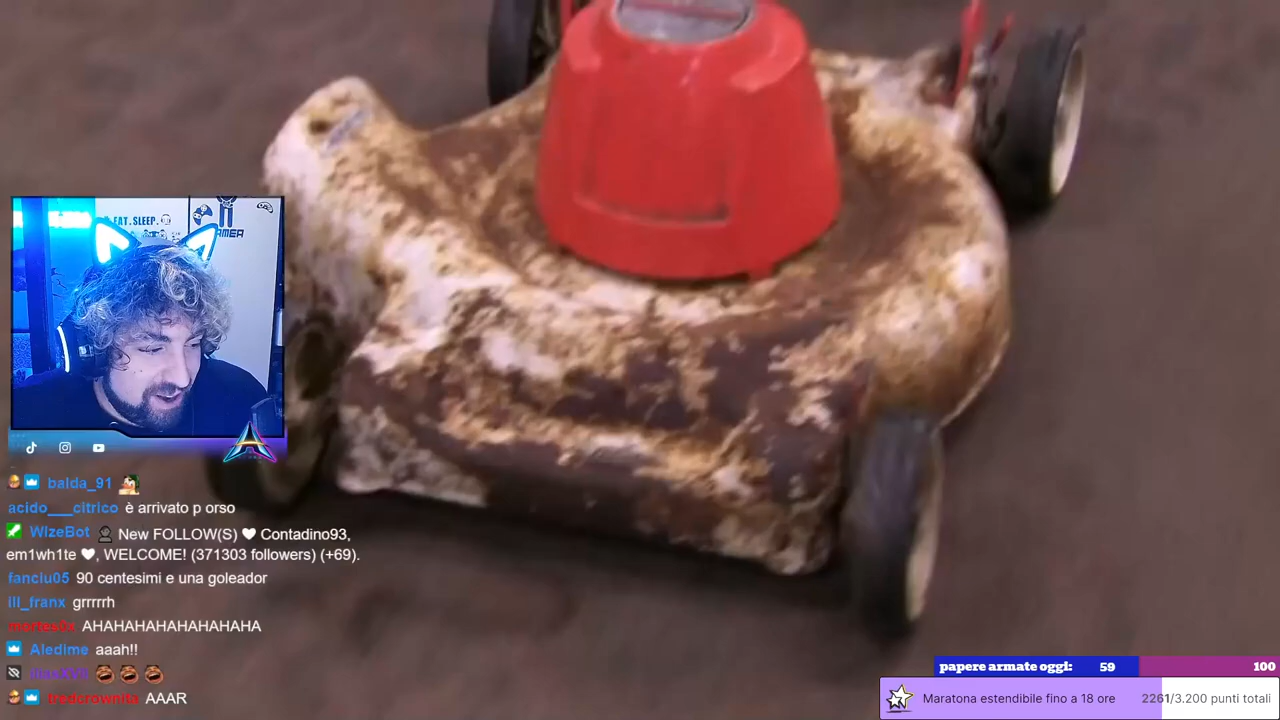 EAT.SLEEP.
GAMER
balda_91
acido___citrico è arrivato p orso
WizeBot New FOLLOW(S) Contadino93,
em1wh1te , WELCOME! (371303 followers) (+69).
fanciu05 90 centesimi e una goleador
ill_franx grrrrrh
AHAHAHAHAHAHAHAHA
Aledime aaah!!
tredcrownita AAAR
papere armate oggi: 59 100
Maratona estendibile fino a 18 ore 2261/3.200 punti totali